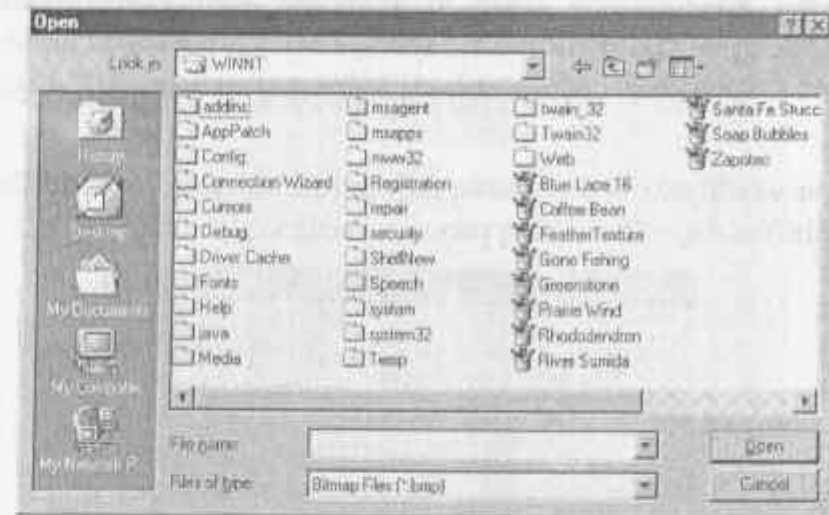 Open
Look in
WINNT
addins
AppPatch
Config
Connection Wizard
Cursors
Debug
Driver Cache
Fonts
Help
java
Media
msagent
msapps
mww32
Registration
repair
security
ShellNew
Speech
system
system32
Temp
twain_32
Twain32
Web
Blue Lace 16
Coffee Bean
FeatherTexture
Gone Fishing
Greenstone
Prairie Wind
Rhododendron
River Sumida
Santa Fe Stucc
Soap Bubbles
Zapotec
History
Desktop
My Documents
My Computer
My Network P...
File name:
Open
Files of type:
Bitmap Files (*.bmp)
Cancel